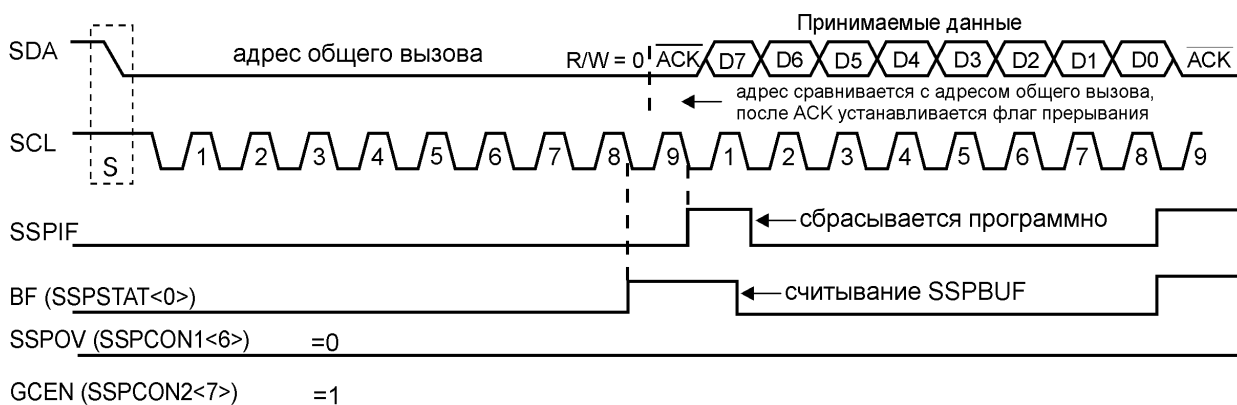 Принимаемые данные
SDA адрес общего вызова R/W = 0 ACK D7 D6 D5 D4 D3 D2 D1 D0 ACK
адрес сравнивается с адресом общего вызова,
после ACK устанавливается флаг прерывания
SCL 1 2 3 4 5 6 7 8 9 1 2 3 4 5 6 7 8 9
S
SSPIF сбрасывается программно
BF (SSPSTAT<0>) считывание SSPBUF
SSPOV (SSPCON1<6>) =0
GCEN (SSPCON2<7>) =1